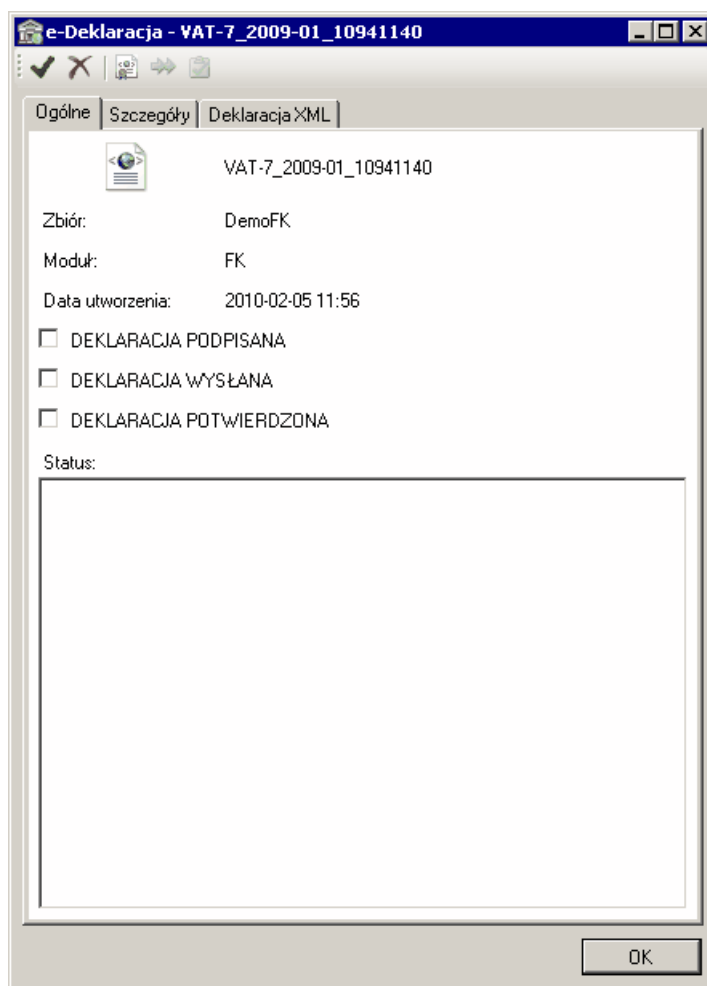 e-Deklaracja - VAT-7_2009-01_10941140
Ogólne Szczegóły Deklaracja XML
VAT-7_2009-01_10941140
Zbiór: DemoFK
Moduł: FK
Data utworzenia: 2010-02-05 11:56
DEKLARACJA PODPISANA
DEKLARACJA WYSŁANA
DEKLARACJA POTWIERDZONA
Status:
OK